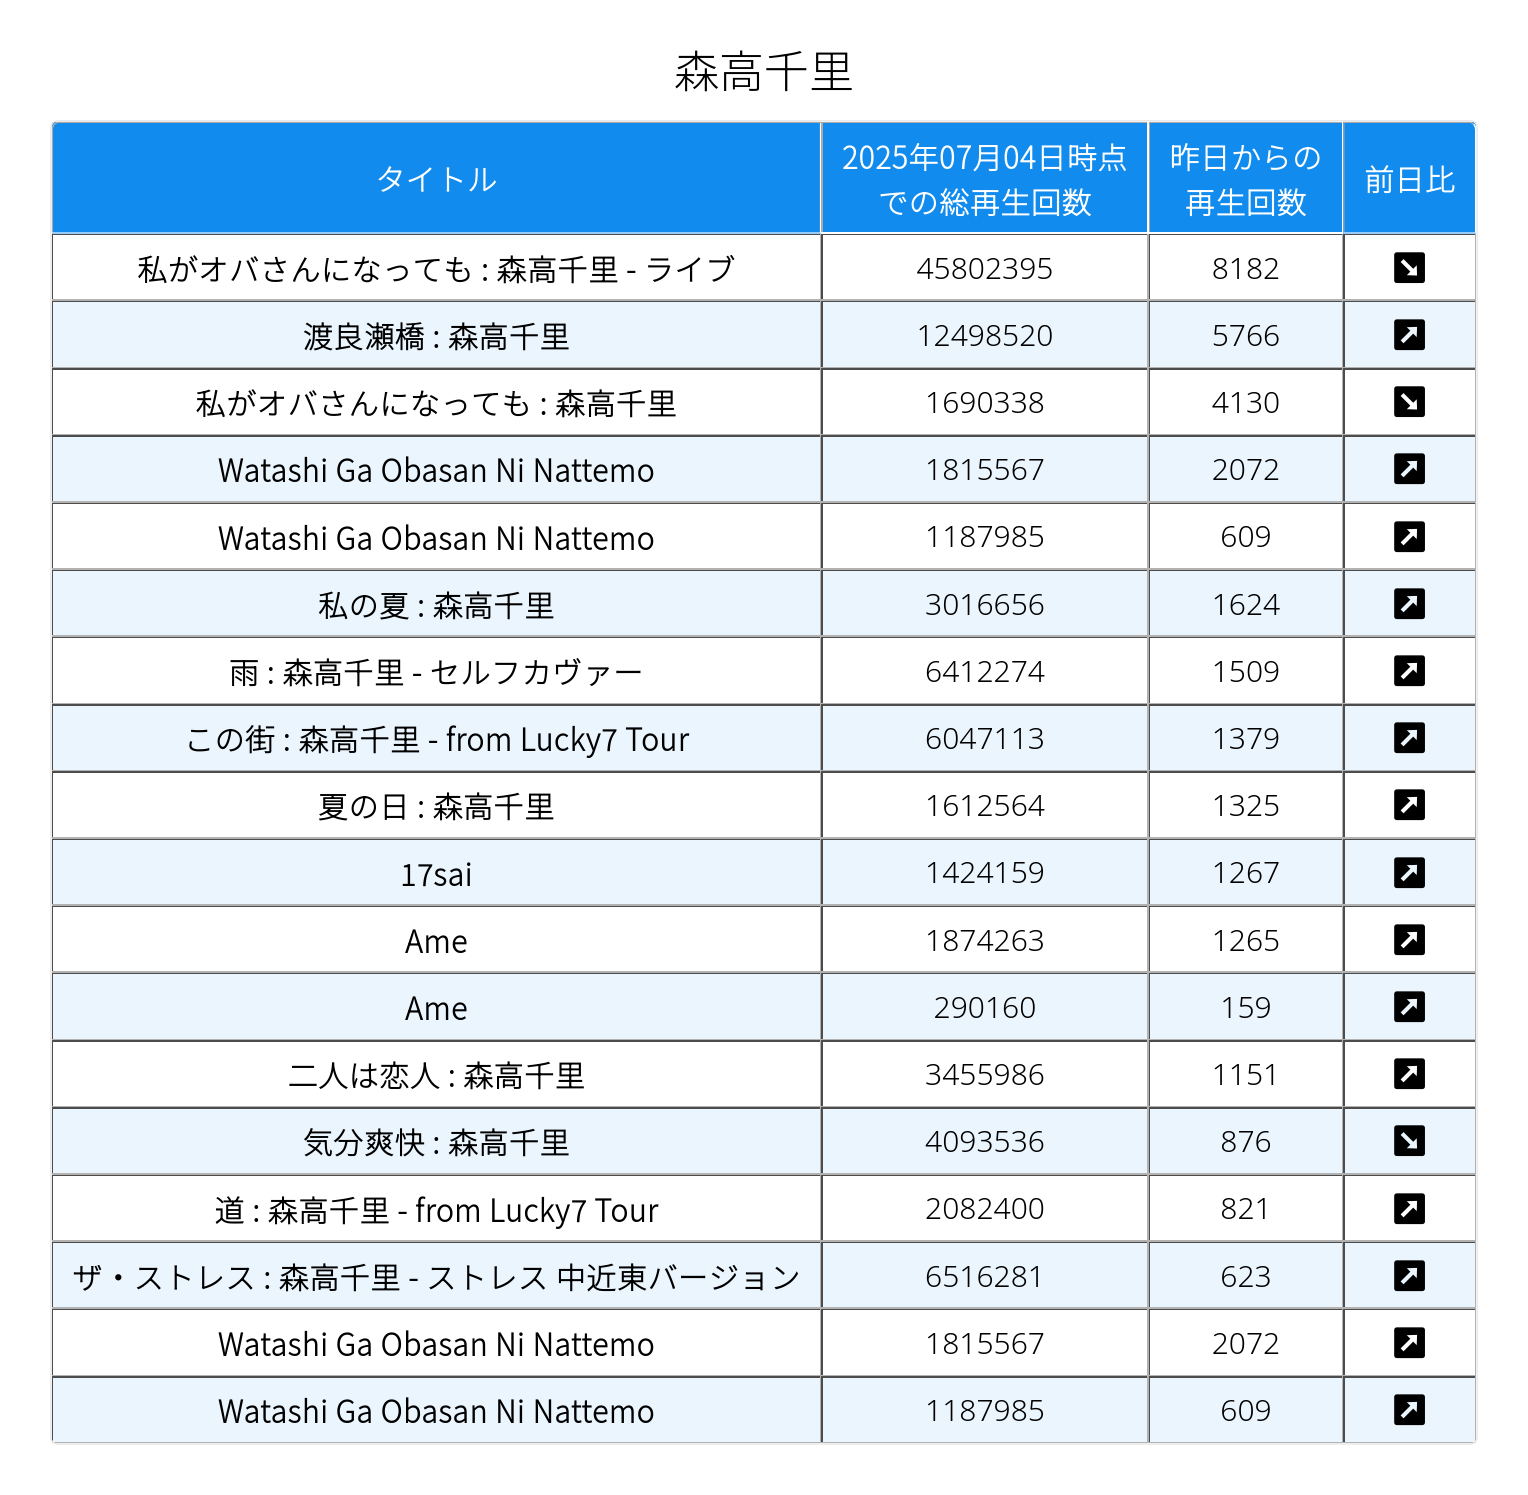 森高千里
タイトル 2025年07月04日時点での総再生回数 昨日からの再生回数 前日比
私がオバさんになっても : 森高千里 - ライブ 45802395 8182 ↘
渡良瀬橋 : 森高千里 12498520 5766 ↗
私がオバさんになっても : 森高千里 1690338 4130 ↘
Watashi Ga Obasan Ni Nattemo 1815567 2072 ↗
Watashi Ga Obasan Ni Nattemo 1187985 609 ↗
私の夏 : 森高千里 3016656 1624 ↗
雨 : 森高千里 - セルフカヴァー 6412274 1509 ↗
この街 : 森高千里 - from Lucky7 Tour 6047113 1379 ↗
夏の日 : 森高千里 1612564 1325 ↗
17sai 1424159 1267 ↗
Ame 1874263 1265 ↗
Ame 290160 159 ↗
二人は恋人 : 森高千里 3455986 1151 ↗
気分爽快 : 森高千里 4093536 876 ↘
道 : 森高千里 - from Lucky7 Tour 2082400 821 ↗
ザ・ストレス : 森高千里 - ストレス 中近東バージョン 6516281 623 ↗
Watashi Ga Obasan Ni Nattemo 1815567 2072 ↗
Watashi Ga Obasan Ni Nattemo 1187985 609 ↗